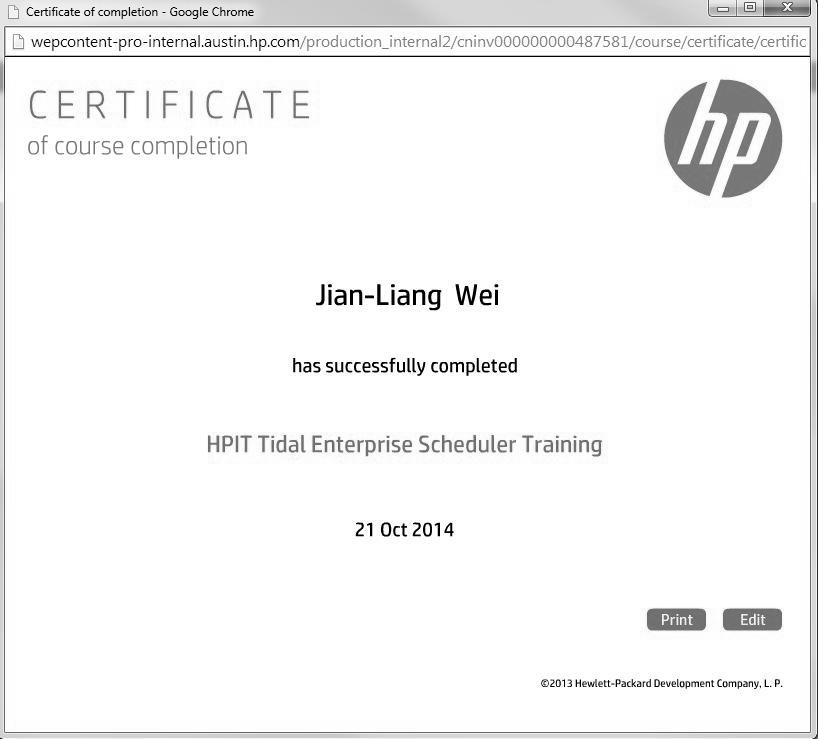 Certificate of completion - Google Chrome
wepcontent-pro-internal.austin.hp.com/production_internal2/cninv000000000487581/course/certificate/certific
CERTIFICATE
of course completion
hp
Jian-Liang Wei
has successfully completed
HPIT Tidal Enterprise Scheduler Training
21 Oct 2014
Print Edit
©2013 Hewlett-Packard Development Company, L. P.